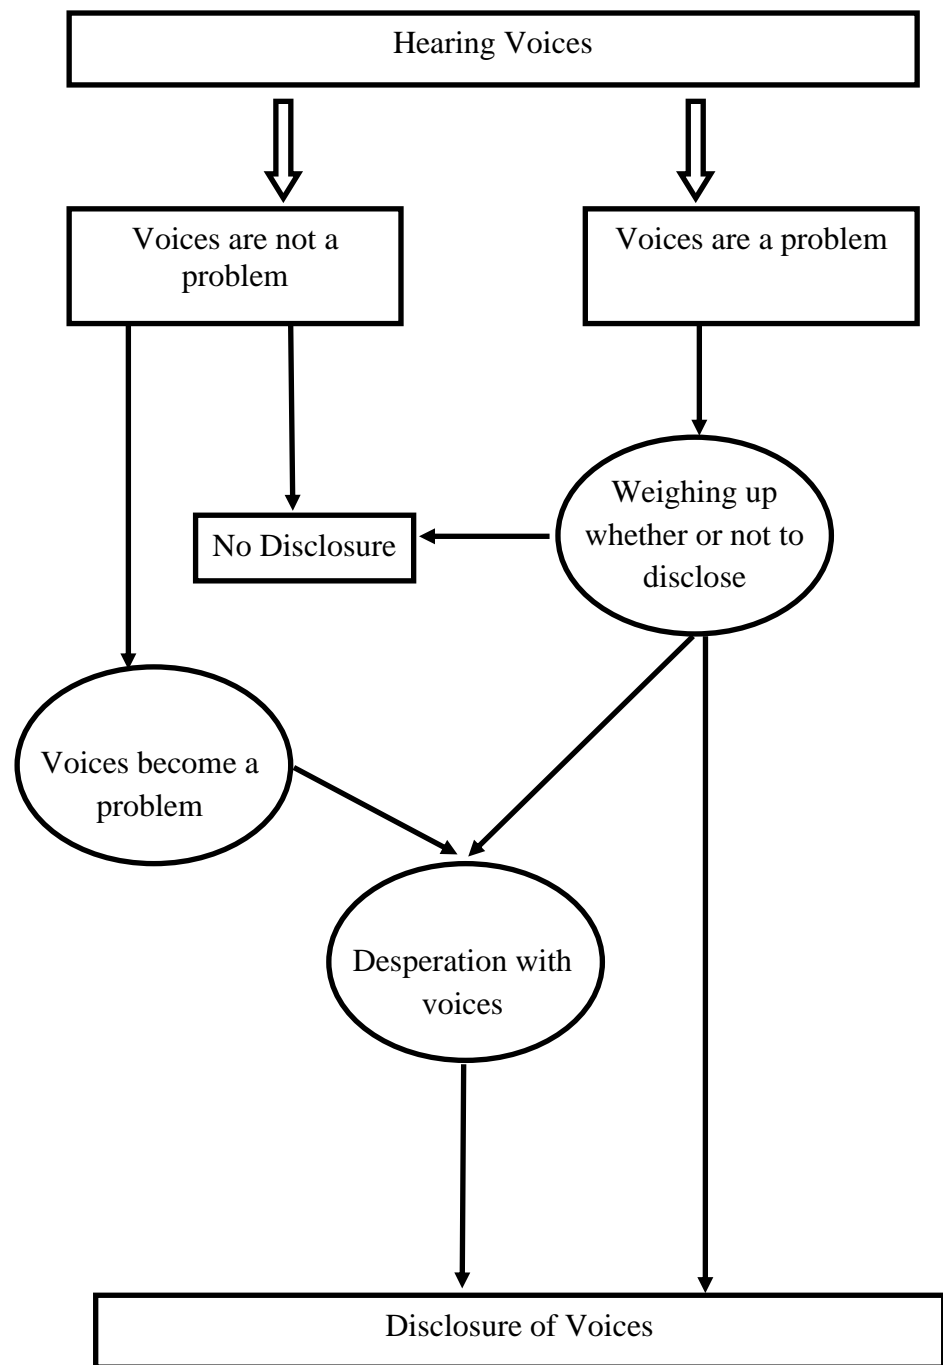 Hearing Voices
Voices are not a
problem
Voices are a problem
Weighing up
whether or not to
disclose
No Disclosure
Voices become a
problem
Desperation with
voices
Disclosure of Voices